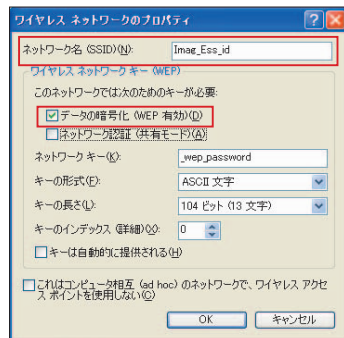 ワイヤレス ネットワークのプロパティ
ネットワーク名 (SSID)(N):
Imag_Ess_id
ワイヤレス ネットワーク キー (WEP)
このネットワークでは次のためのキーが必要:
データの暗号化 (WEP 有効)(D)
ネットワーク認証 (共有モード)(A)
ネットワーク キー(K):
_wep_password
キーの形式(F):
ASCII 文字
キーの長さ(L):
104 ビット (13 文字)
キーのインデックス (詳細)(X):
0
キーは自動的に提供される(H)
これはコンピュータ相互 (ad hoc) のネットワークで、ワイヤレス アクセ
ス ポイントを使用しない(C)
OK
キャンセル